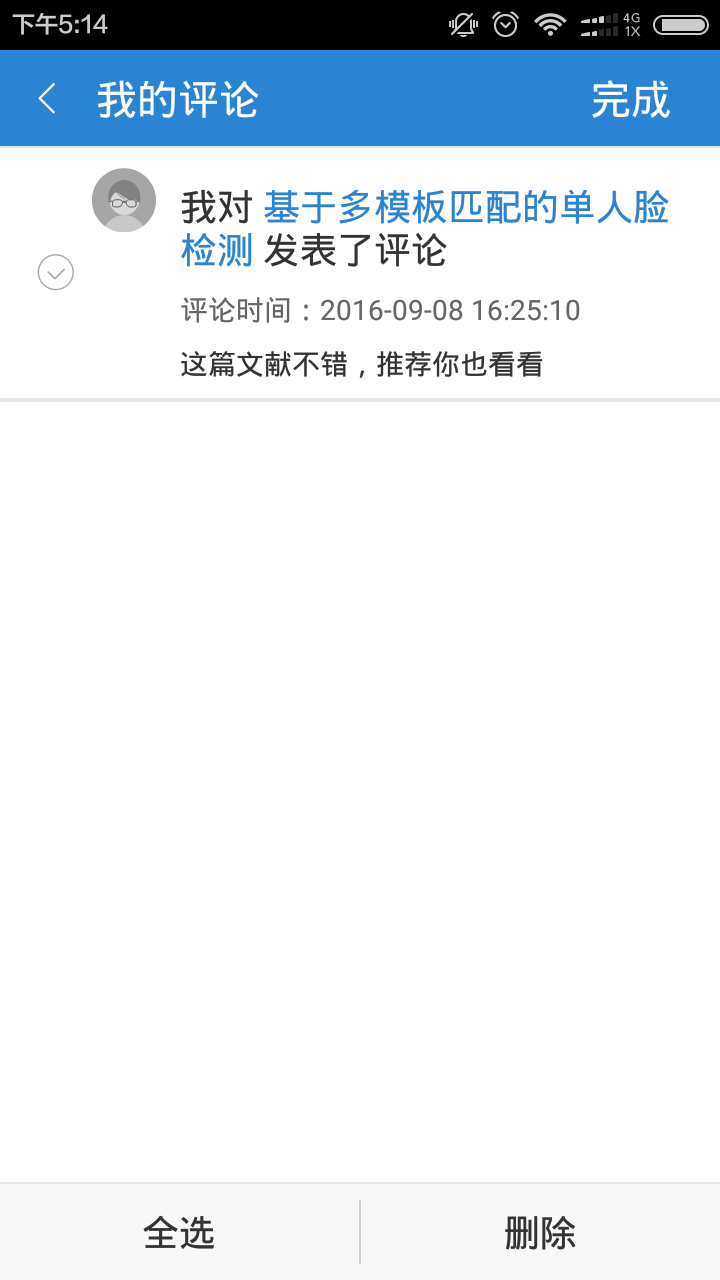 下午5:14
4G
1X
我的评论
完成
我对 基于多模板匹配的单人脸
检测 发表了评论
评论时间：2016-09-08 16:25:10
这篇文献不错，推荐你也看看
全选
删除